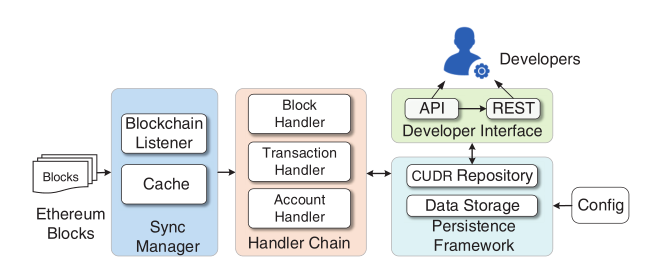 Developers
API
REST
Developer Interface
Blockchain
Listener
Cache
Sync
Manager
Block
Handler
Transaction
Handler
Account
Handler
Handler Chain
CUDR Repository
Data Storage
Persistence
Framework
Config
Blocks
Ethereum
Blocks